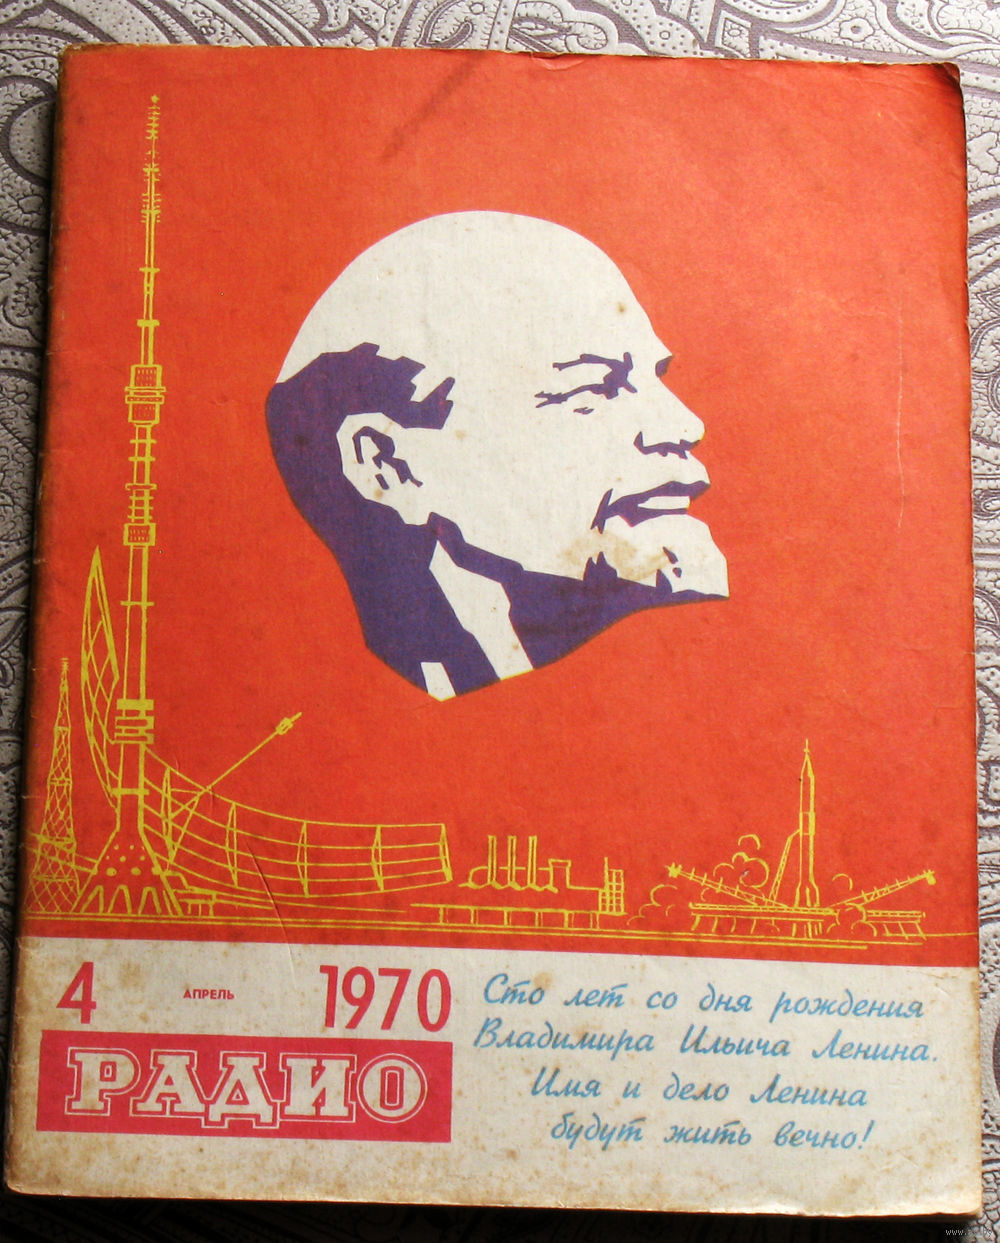 4 АПРЕЛЬ 1970
РАДИО
Сто лет со дня рождения
Владимира Ильича Ленина.
Имя и дело Ленина
будут жить вечно!